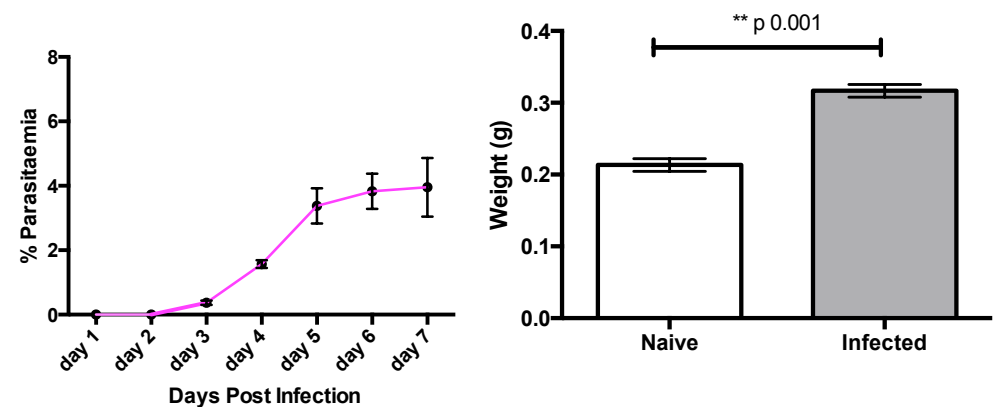 % Parasitaemia
8
6
4
2
0
day 1
day 2
day 3
day 4
day 5
day 6
day 7
Days Post Infection
** p 0.001
Weight (g)
0.4
0.3
0.2
0.1
0.0
Naive
Infected